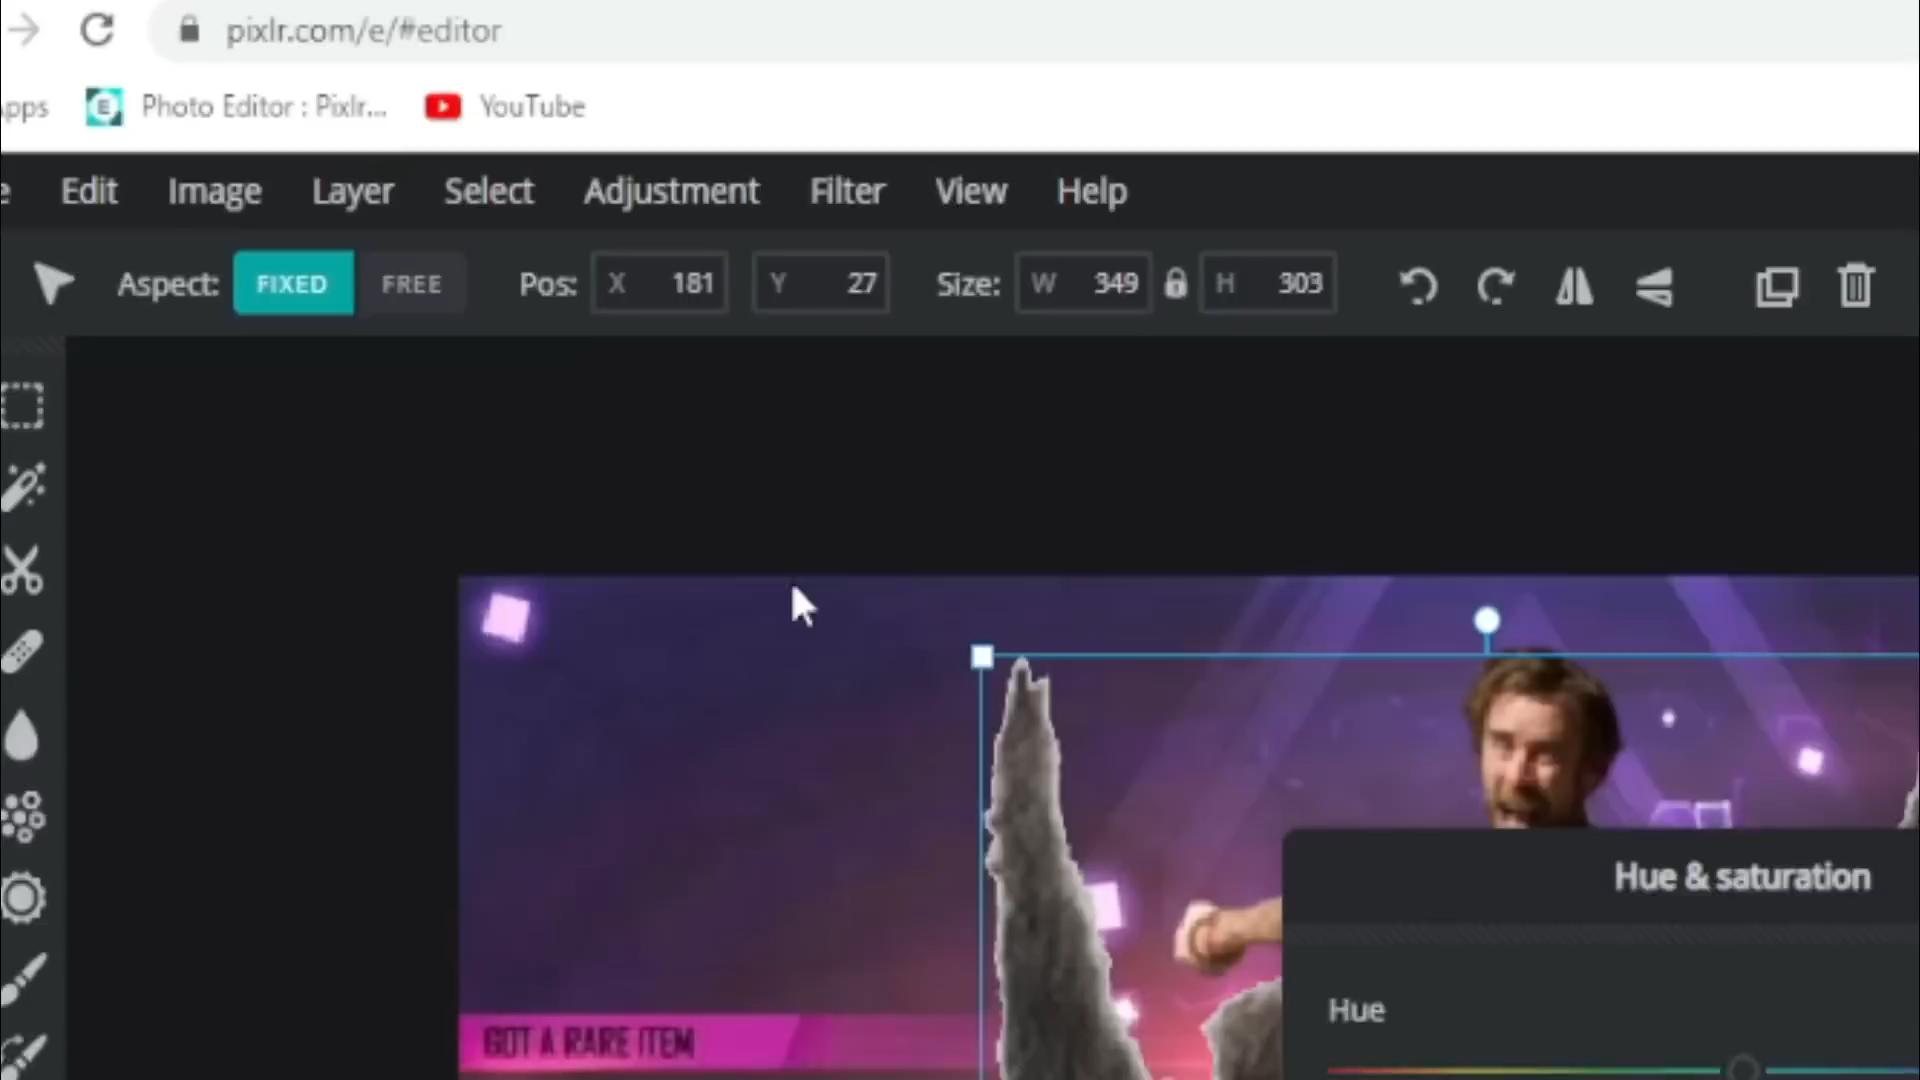 pixlr.com/e/#editor
Apps Photo Editor : Pixlr... YouTube
e Edit Image Layer Select Adjustment Filter View Help
Aspect: FIXED FREE Pos: X 181 Y 27 Size: W 349 H 303
E
Hue & saturation
Hue
GOT A RARE ITEM